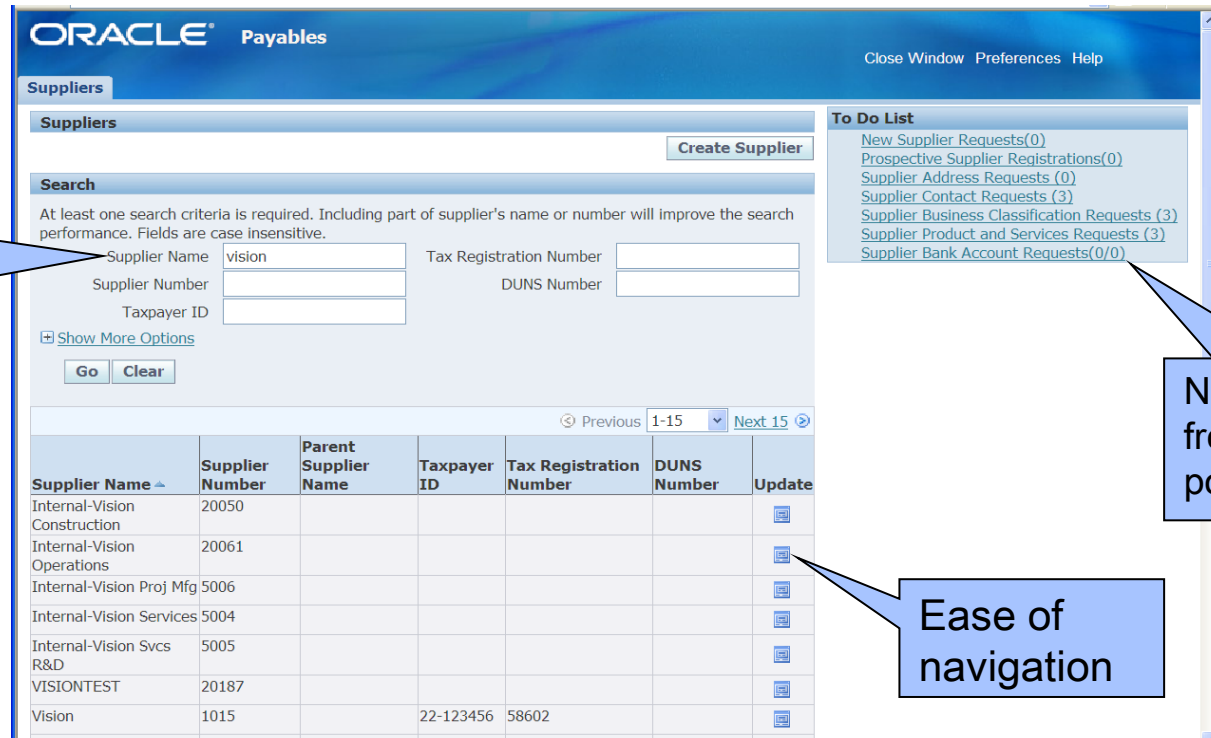 ORACLE® Payables
Close Window Preferences Help
Suppliers
Suppliers
Create Supplier
Search
At least one search criteria is required. Including part of supplier's name or number will improve the search
performance. Fields are case insensitive.
Supplier Name vision Tax Registration Number
Supplier Number DUNS Number
Taxpayer ID
Show More Options
Go Clear
Previous 1-15 Next 15
Supplier Name Supplier Number Parent Supplier Name Taxpayer ID Tax Registration Number DUNS Number Update
Internal-Vision Construction 20050
Internal-Vision Operations 20061
Internal-Vision Proj Mfg 5006
Internal-Vision Services 5004
Internal-Vision Svcs R&D 5005
VISIONTEST 20187
Vision 1015 22-123456 58602
To Do List
New Supplier Requests(0)
Prospective Supplier Registrations(0)
Supplier Address Requests (0)
Supplier Contact Requests (3)
Supplier Business Classification Requests (3)
Supplier Product and Services Requests (3)
Supplier Bank Account Requests(0/0)
Ease of
navigation